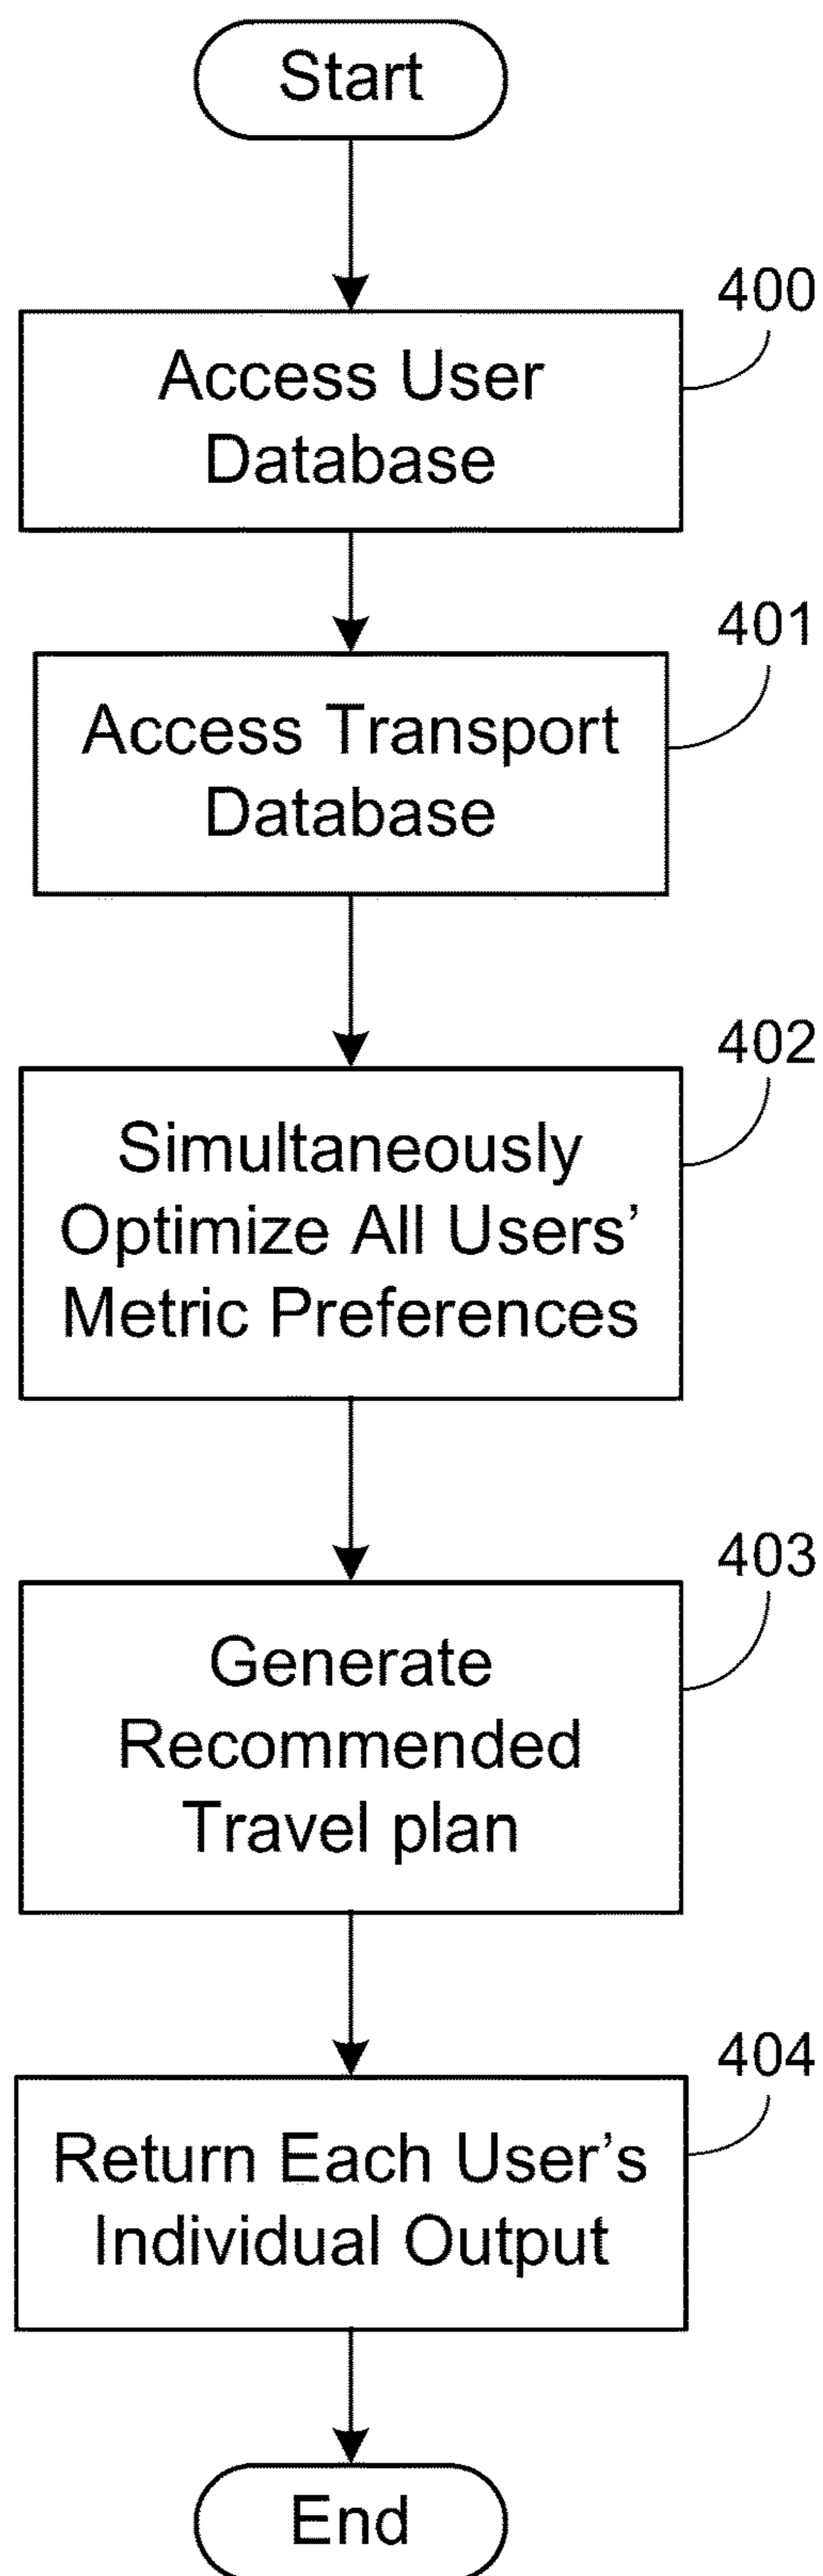 Start
400
Access User
Database
401
Access Transport
Database
402
Simultaneously
Optimize All Users’
Metric Preferences
403
Generate
Recommended
Travel plan
404
Return Each User’s
Individual Output
End